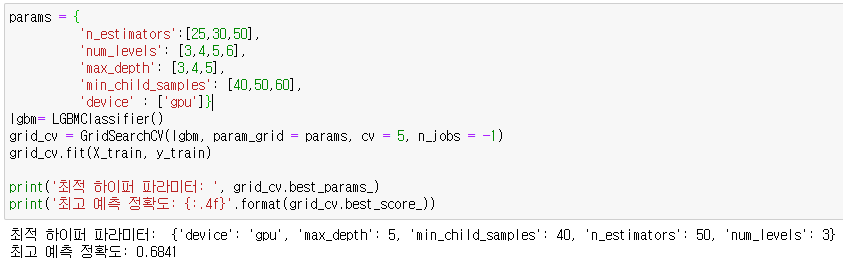 params = {
'n_estimators':[25,30,50],
'num_levels': [3,4,5,6],
'max_depth': [3,4,5],
'min_child_samples': [40,50,60],
'device' : ['gpu']}
lgbm= LGBMClassifier()
grid_cv = GridSearchCV(lgbm, param_grid = params, cv = 5, n_jobs = -1)
grid_cv.fit(X_train, y_train)
print('최적 하이퍼 파라미터: ', grid_cv.best_params_)
print('최고 예측 정확도: {:.4f}'.format(grid_cv.best_score_))
최적 하이퍼 파라미터:  {'device': 'gpu', 'max_depth': 5, 'min_child_samples': 40, 'n_estimators': 50, 'num_levels': 3}
최고 예측 정확도: 0.6841